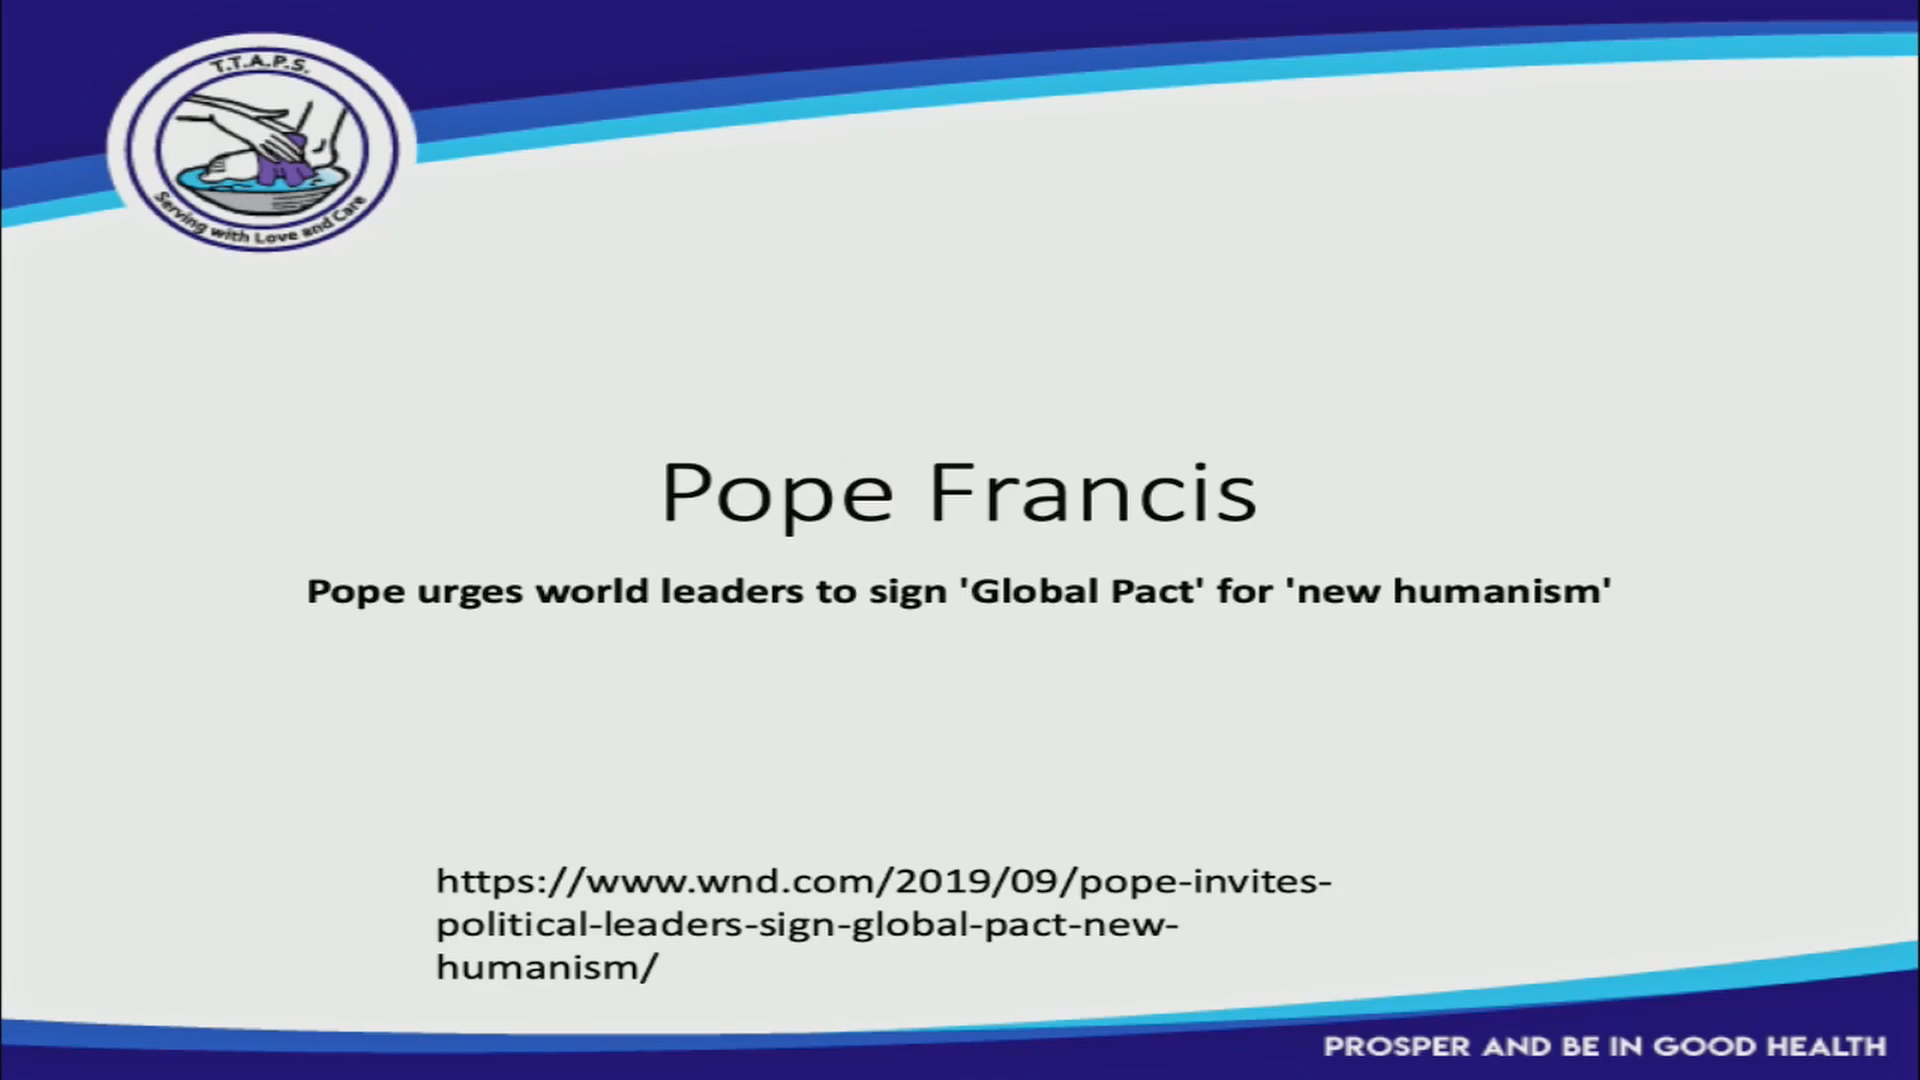 T.T.A.P.S.
Serving with Love and Care
Pope Francis
Pope urges world leaders to sign 'Global Pact' for 'new humanism'
https://www.wnd.com/2019/09/pope-invites-
political-leaders-sign-global-pact-new-
humanism/
PROSPER AND BE IN GOOD HEALTH